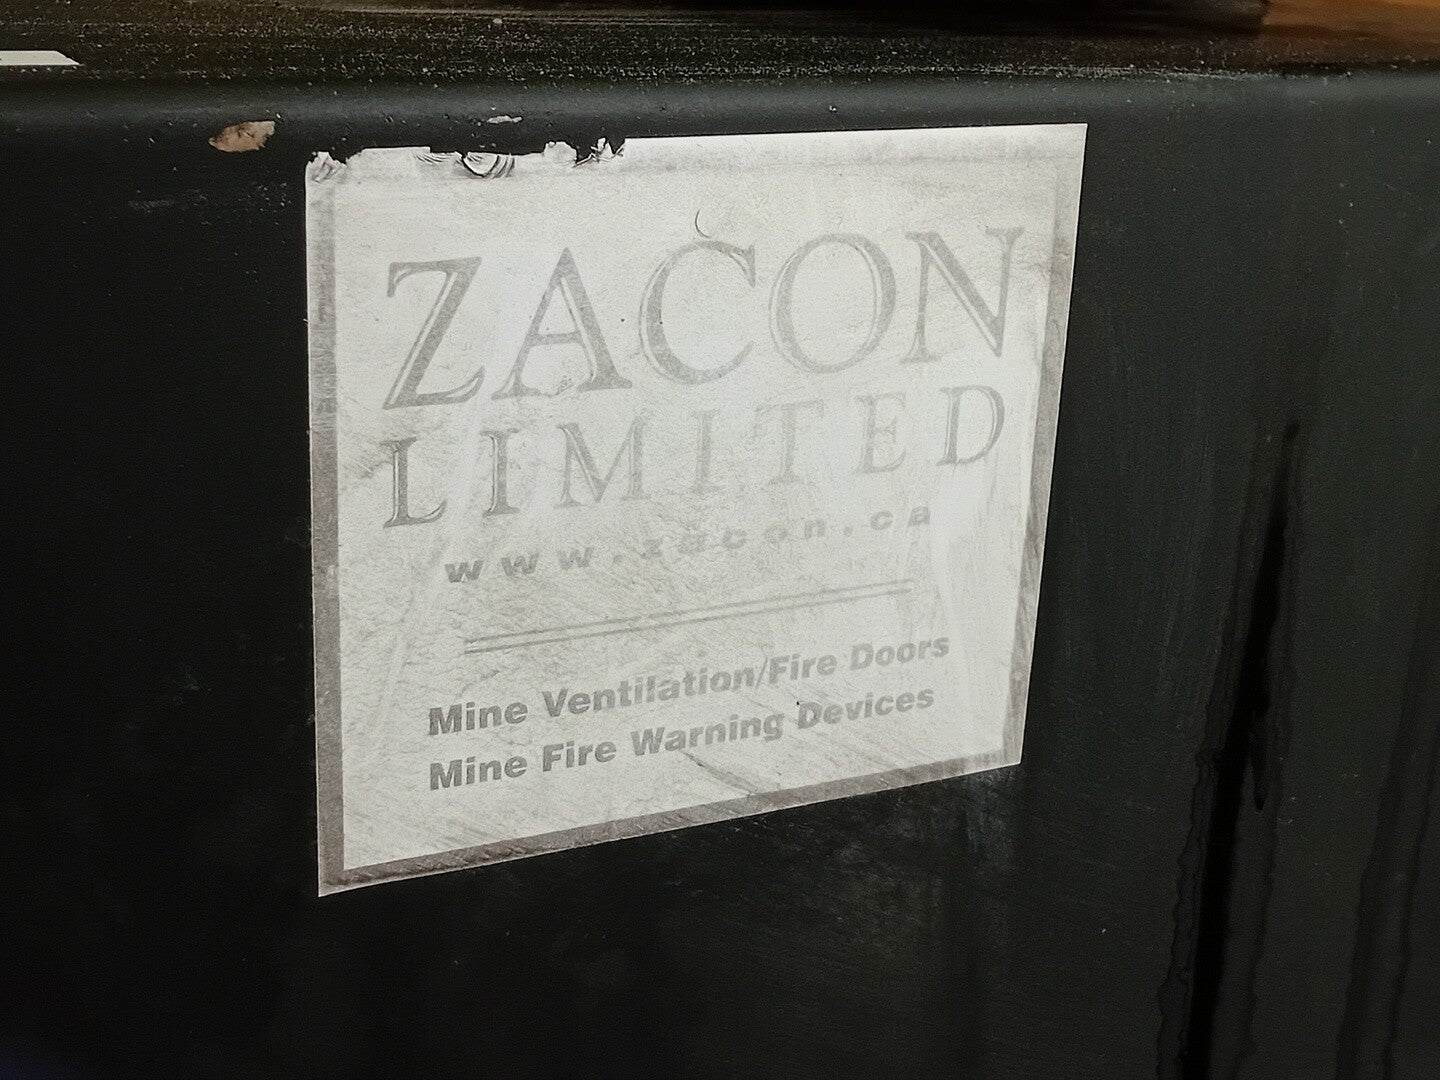 ZACON
LIMITED
www.zacon.ca
Mine Ventilation/Fire Doors
Mine Fire Warning Devices